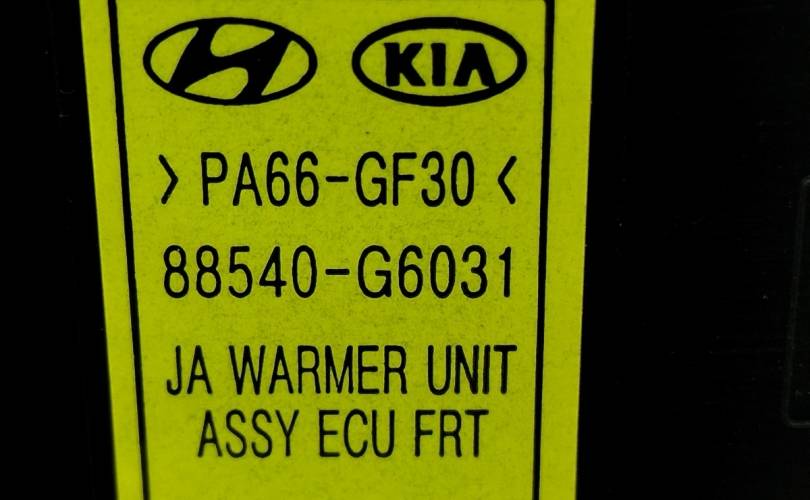 KIA
>PA66-GF30<
88540-G6031
JA WARMER UNIT
ASSY ECU FRT